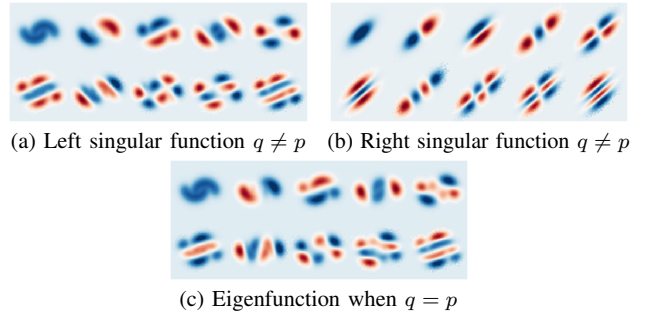 (a) Left singular function q ≠ p
(b) Right singular function q ≠ p
(c) Eigenfunction when q = p